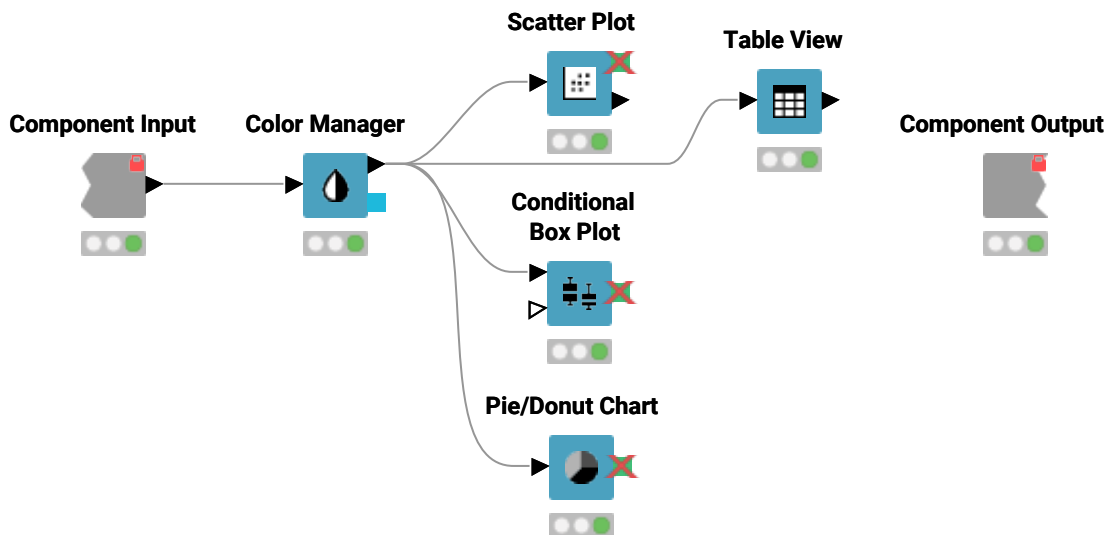 Scatter Plot
Table View
Component Input
Color Manager
Component Output
Conditional
Box Plot
Pie/Donut Chart